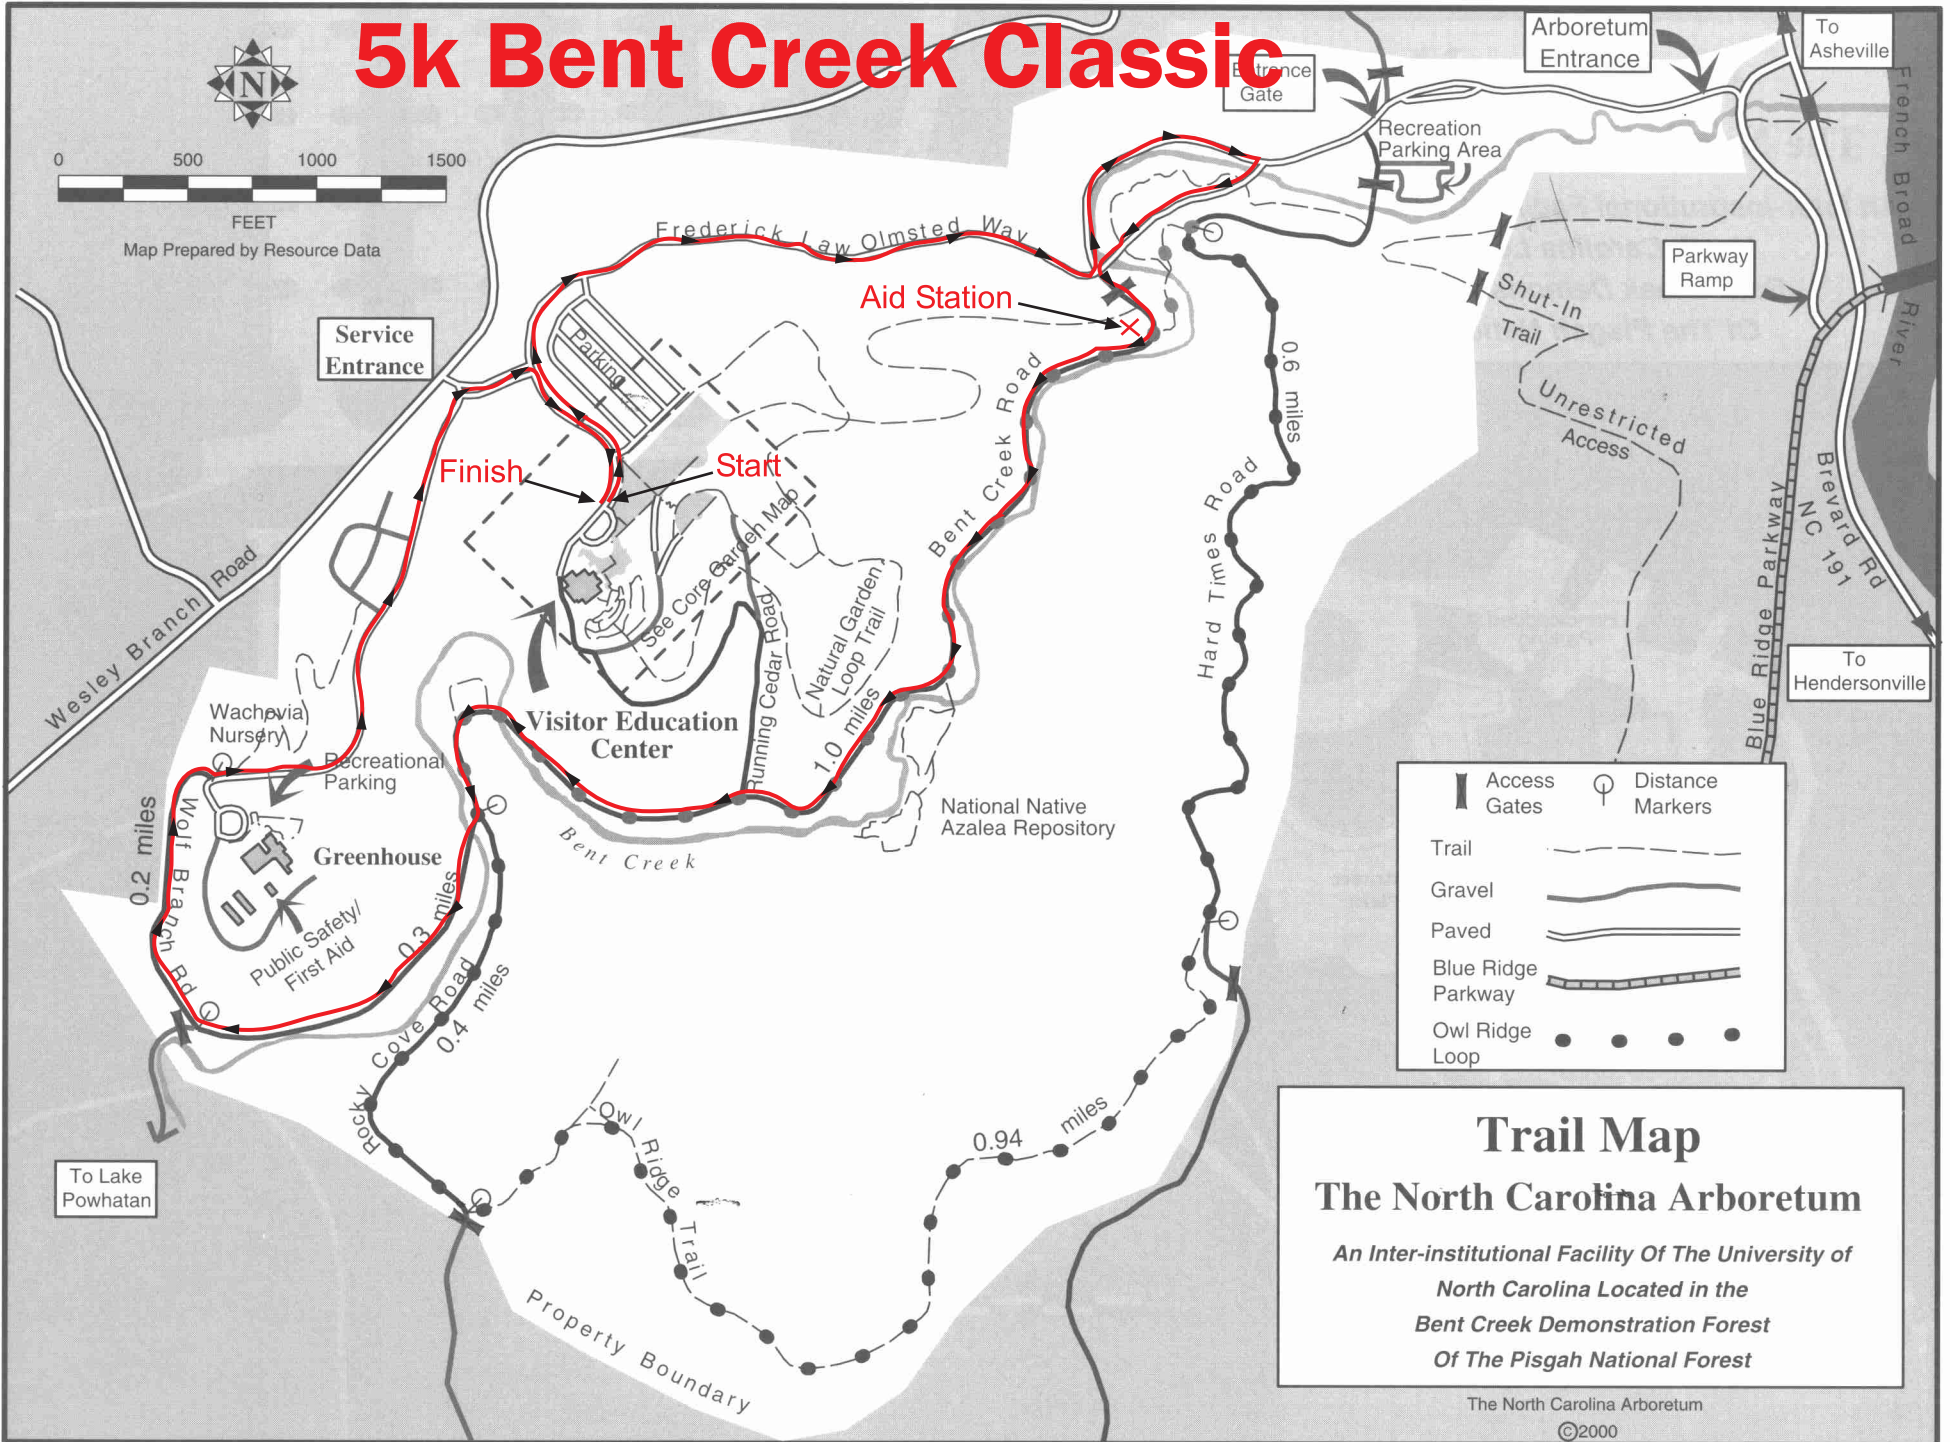 5k Bent Creek Classic
N
0 500 1000 1500
FEET
Map Prepared by Resource Data
Entrance
Gate
Arboretum
Entrance
To
Asheville
French Broad
River
Recreation
Parking Area
Frederick Law Olmsted Way
Parkway
Ramp
Shut-In
Trail
Unrestricted
Access
Service
Entrance
Parking
Aid Station
Finish
Start
Bent Creek Road
0.6 miles
Hard Times Road
Brevard Rd
NC 191
Blue Ridge Parkway
To
Hendersonville
Wesley Branch Road
See Core Garden Map
Natural Garden
Loop Trail
Running Cedar Road
1.0 miles
Visitor Education
Center
Wachovia
Nursery
Recreational
Parking
0.2 miles
Wolf Branch Rd
Greenhouse
Public Safety/
First Aid
0.3 miles
Bent Creek
National Native
Azalea Repository
Rocky Cove Road
0.4 miles
Owl Ridge Trail
0.94 miles
To Lake
Powhatan
Property Boundary
Access
Gates
Distance
Markers
Trail
Gravel
Paved
Blue Ridge
Parkway
Owl Ridge
Loop
Trail Map
The North Carolina Arboretum
An Inter-institutional Facility Of The University of
North Carolina Located in the
Bent Creek Demonstration Forest
Of The Pisgah National Forest
The North Carolina Arboretum
©2000